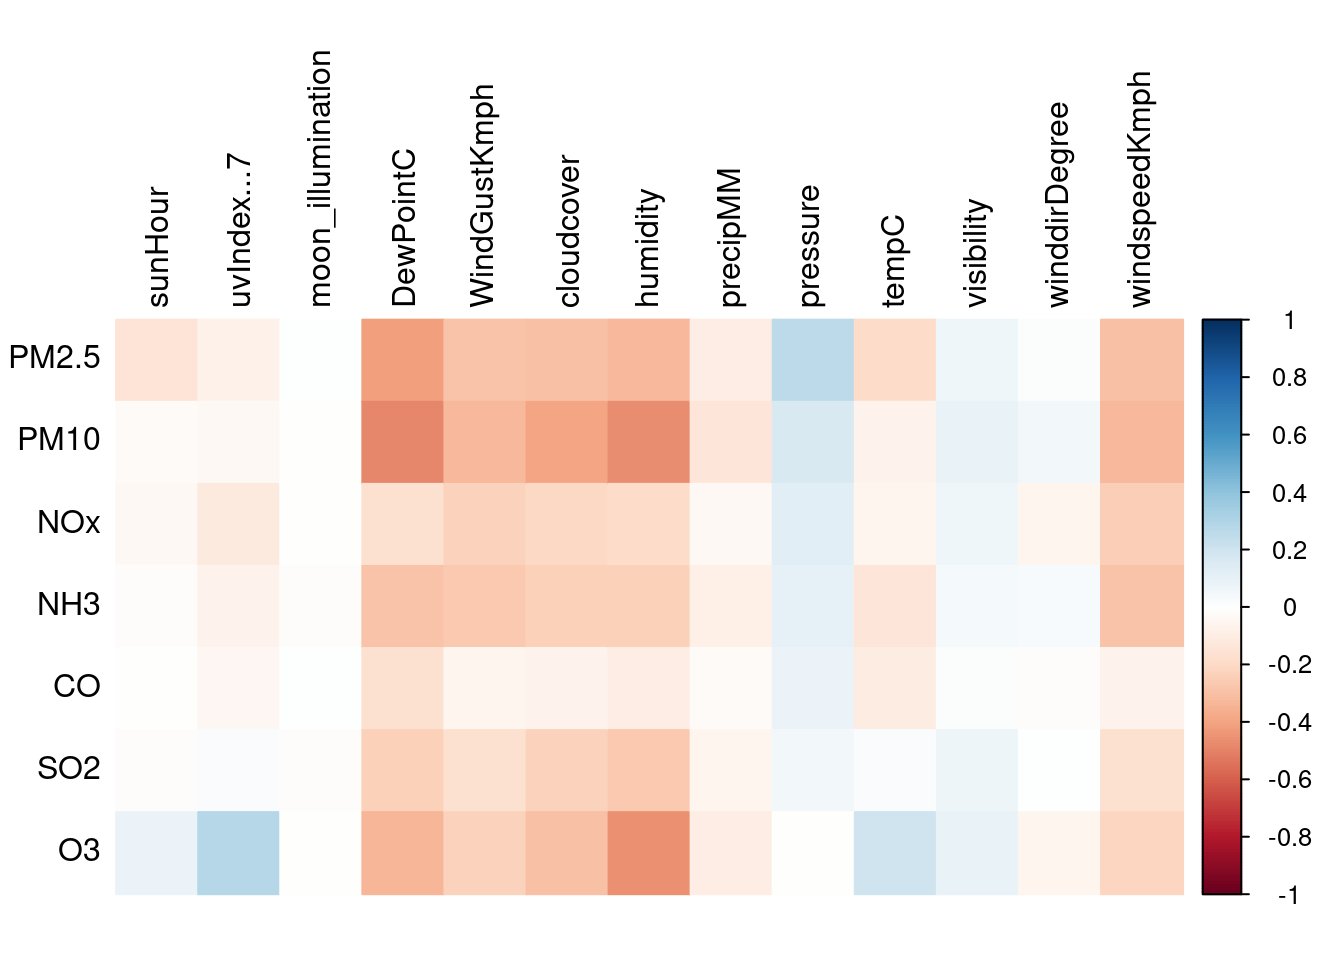 sunHour
uvIndex...7
moon_illumination
DewPointC
WindGustKmph
cloudcover
humidity
precipMM
pressure
tempC
visibility
winddirDegree
windspeedKmph
PM2.5
PM10
NOx
NH3
CO
SO2
O3
1
0.8
0.6
0.4
0.2
0
-0.2
-0.4
-0.6
-0.8
-1